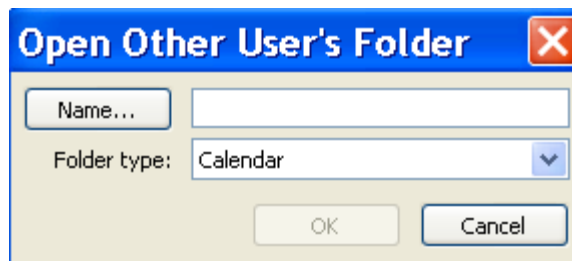 Open Other User's Folder
Name...
Folder type: Calendar
OK Cancel